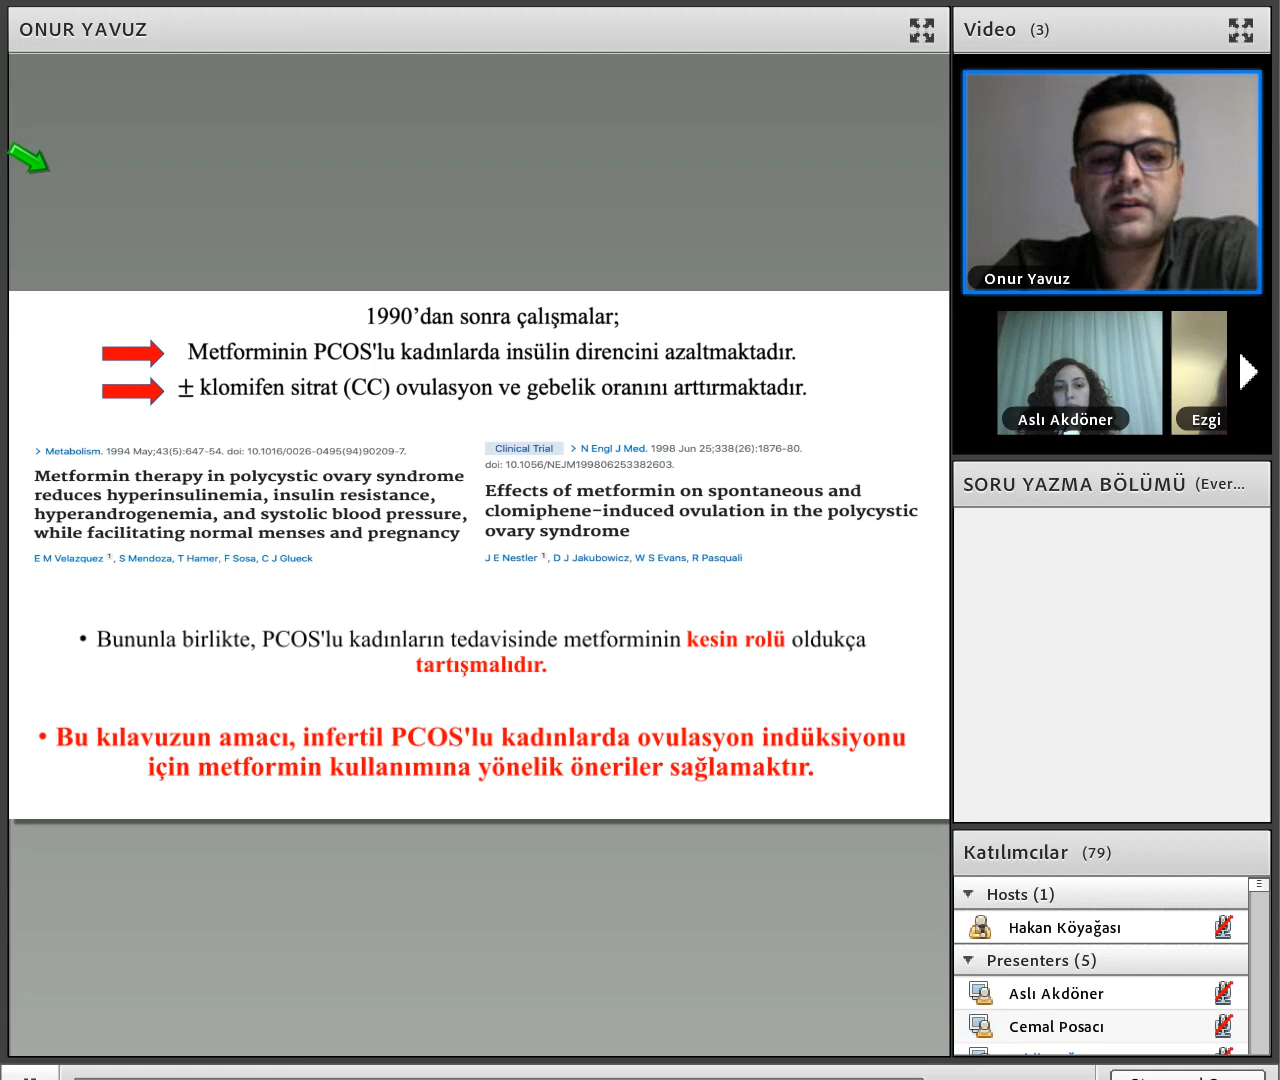 ONUR YAVUZ
1990’dan sonra çalışmalar;
Metforminin PCOS'lu kadınlarda insülin direncini azaltmaktadır.
± klomifen sitrat (CC) ovulasyon ve gebelik oranını arttırmaktadır.
> Metabolism. 1994 May;43(5):647-54. doi: 10.1016/0026-0495(94)90209-7.
Metformin therapy in polycystic ovary syndrome
reduces hyperinsulinemia, insulin resistance,
hyperandrogenemia, and systolic blood pressure,
while facilitating normal menses and pregnancy
E M Velazquez 1, S Mendoza, T Hamer, F Sosa, C J Glueck
Clinical Trial > N Engl J Med. 1998 Jun 25;338(26):1876-80.
doi: 10.1056/NEJM199806253382603.
Effects of metformin on spontaneous and
clomiphene-induced ovulation in the polycystic
ovary syndrome
J E Nestler 1, D J Jakubowicz, W S Evans, R Pasquali
• Bununla birlikte, PCOS'lu kadınların tedavisinde metforminin kesin rolü oldukça
tartışmalıdır.
• Bu kılavuzun amacı, infertil PCOS'lu kadınlarda ovulasyon indüksiyonu
için metformin kullanımına yönelik öneriler sağlamaktır.
Video (3)
Onur Yavuz
Aslı Akdöner
Ezgi
SORU YAZMA BÖLÜMÜ (Ever...
Katılımcılar (79)
Hosts (1)
Hakan Köyağası
Presenters (5)
Aslı Akdöner
Cemal Posacı